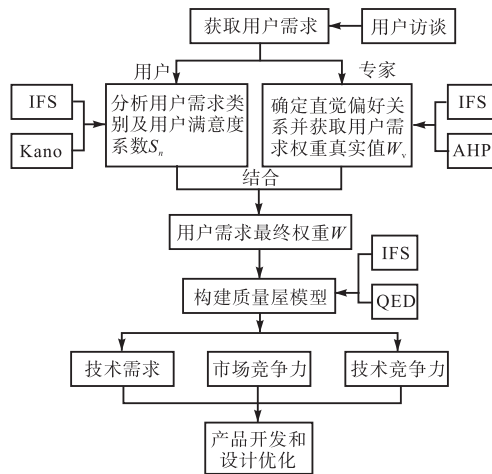 获取用户需求
用户访谈
用户
专家
IFS
Kano
分析用户需求类
别及用户满意度
系数Sn
确定直觉偏好关
系并获取用户需
求权重真实值Wv
IFS
AHP
结合
用户需求最终权重W
IFS
QED
构建质量屋模型
技术需求
市场竞争力
技术竞争力
产品开发和
设计优化